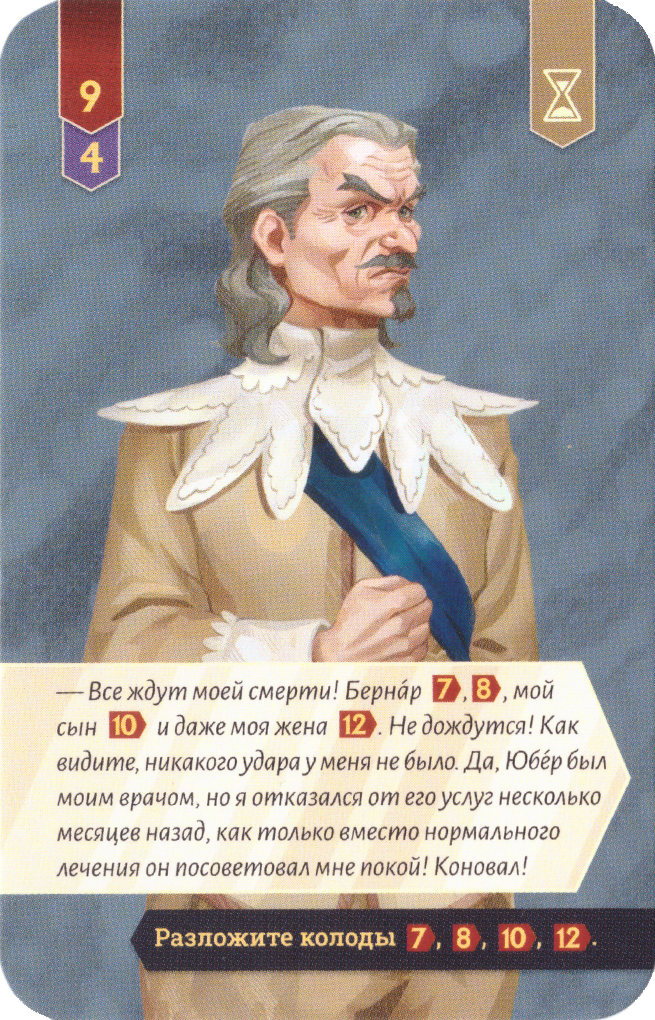 9
4
— Все ждут моей смерти! Берна́р 7, 8, мой
сын 10 и даже моя жена 12. Не дождутся! Как
видите, никакого удара у меня не было. Да, Юбе́р был
моим врачом, но я отказался от его услуг несколько
месяцев назад, как только вместо нормального
лечения он посоветовал мне покой! Коновал!
Разложите колоды 7, 8, 10, 12.